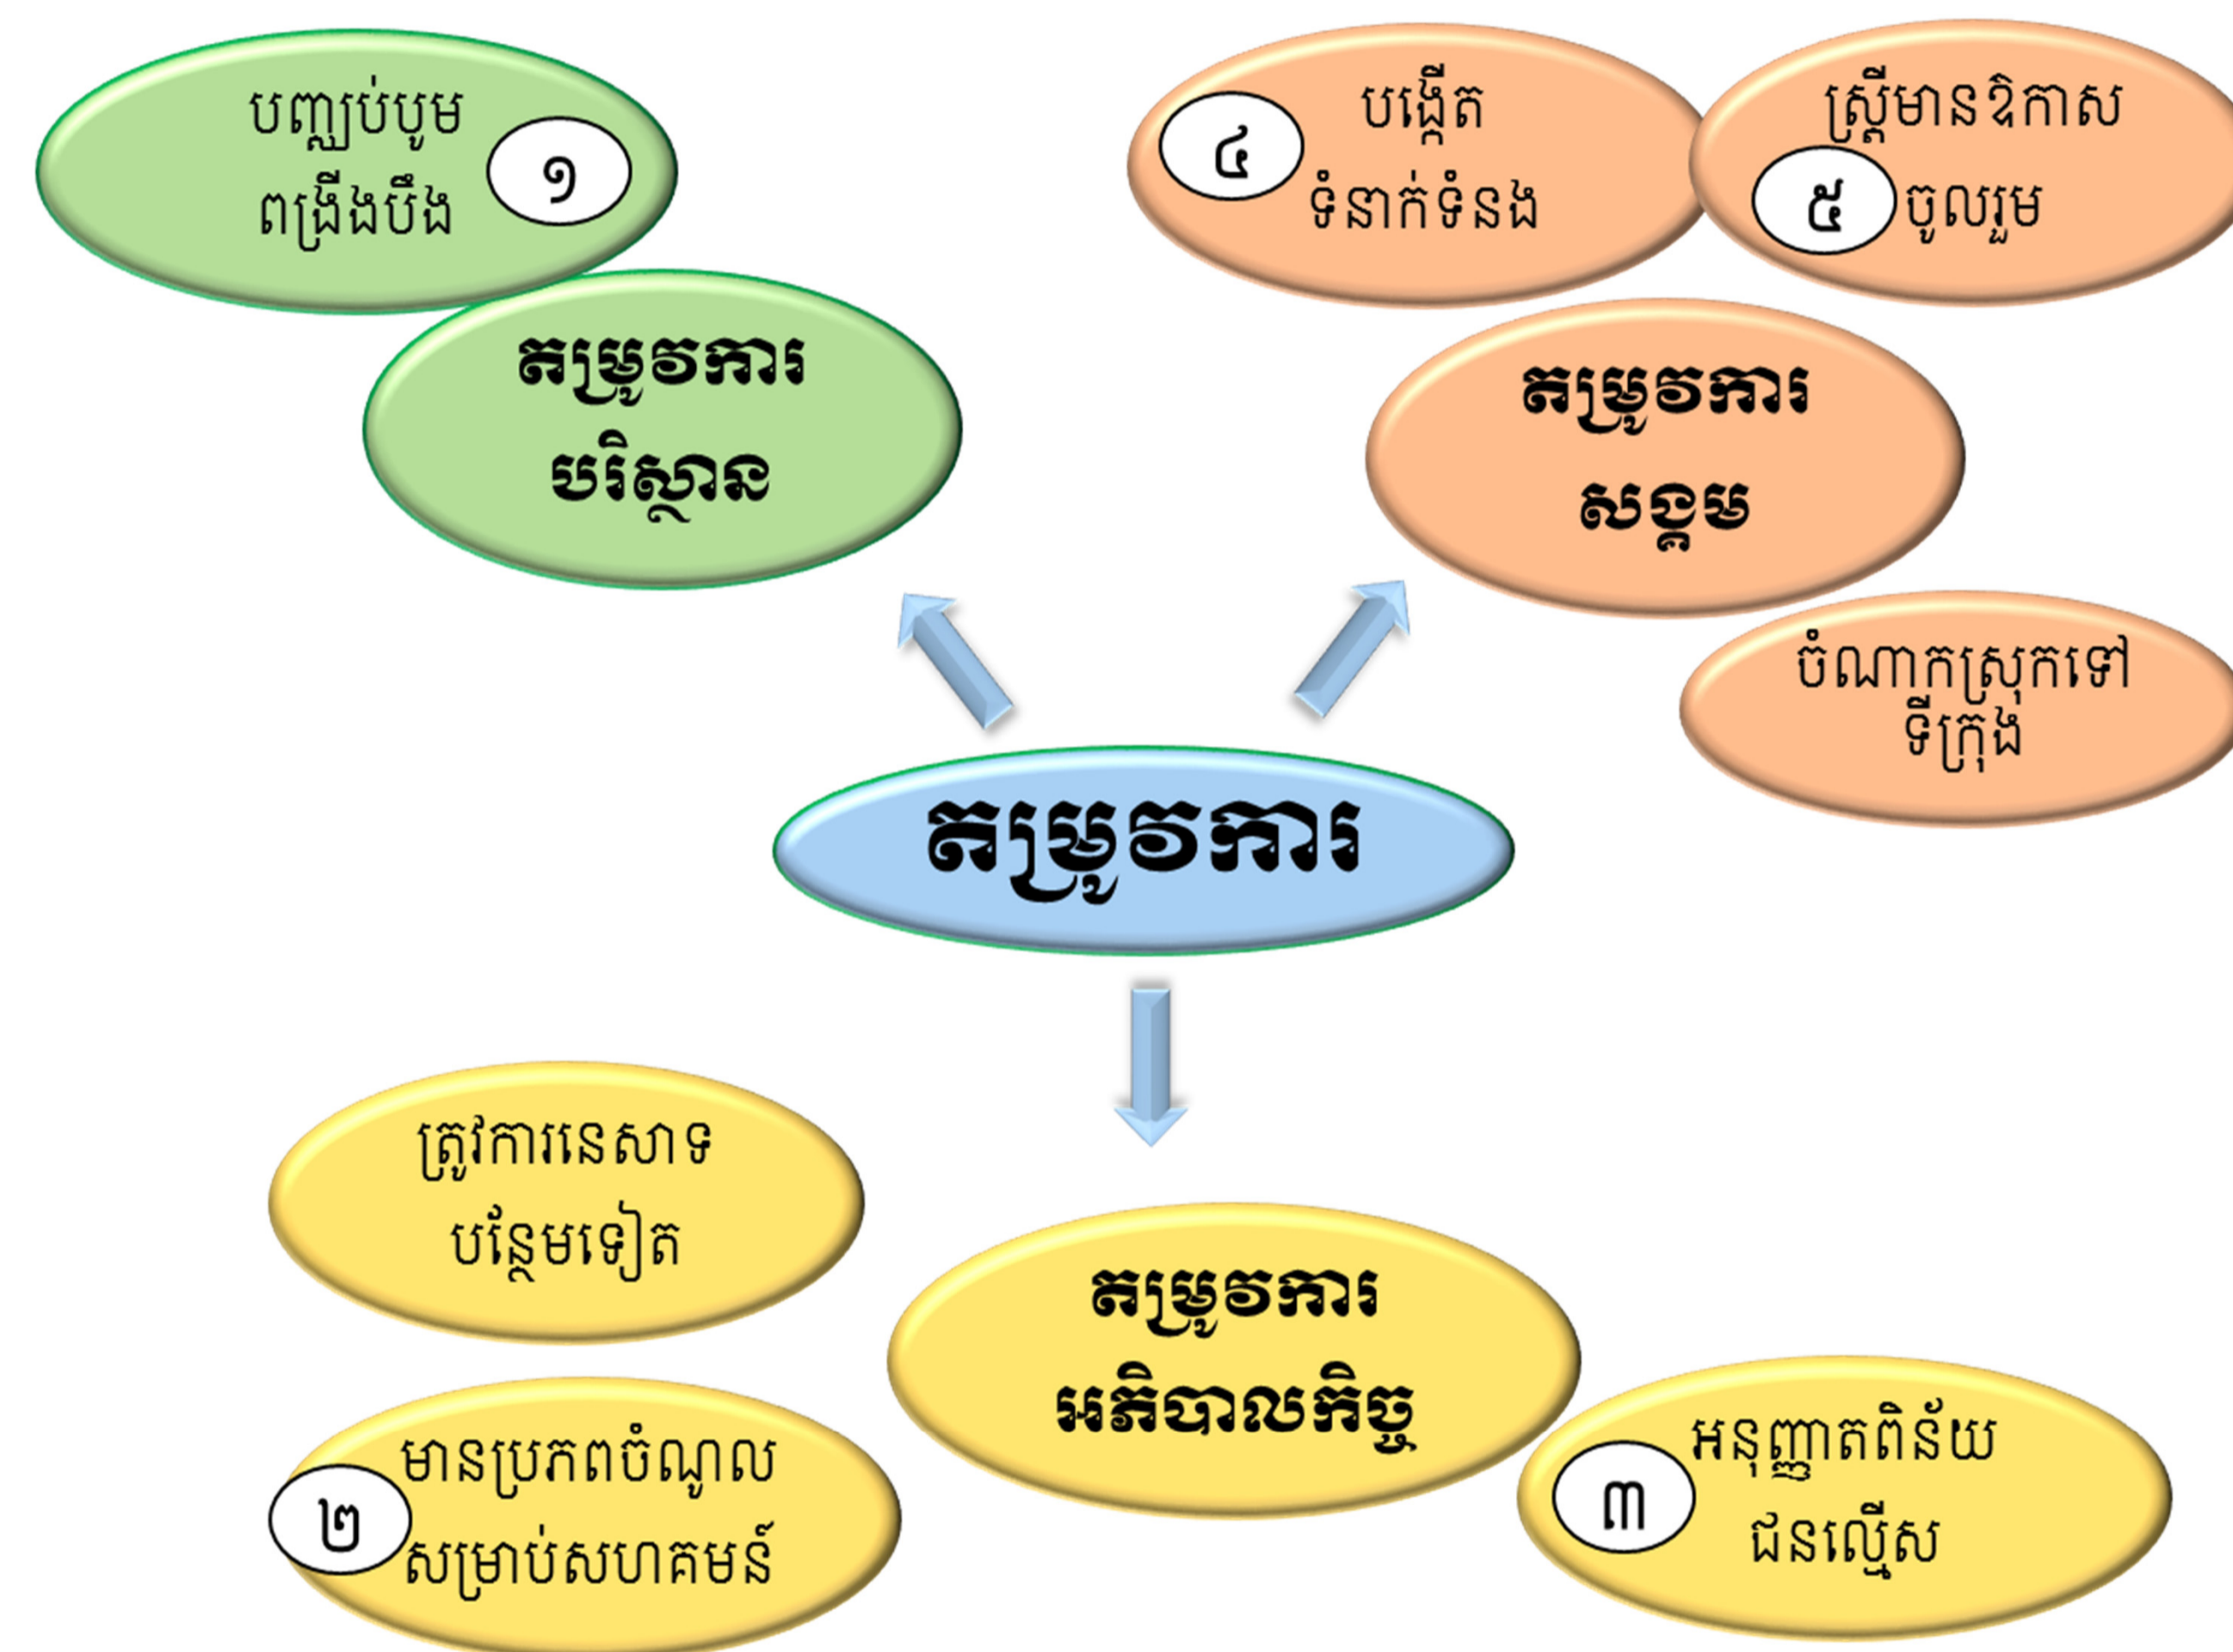 បញ្ឈប់បូម
ពង្រីងបឹង
១
តម្រូវការ
បរិស្ថាន
៤
បង្កើត
ទំនាក់ទំនង
ស្ត្រីមានឱកាស
៥
ចូលរួម
តម្រូវការ
សង្គម
ចំណាកស្រុកទៅ
ទីក្រុង
តម្រូវការ
ត្រូវការនេសាទ
បន្ថែមទៀត
តម្រូវការ
អភិបាលកិច្ច
២
មានប្រភពចំណូល
សម្រាប់សហគមន៍
៣
អនុញ្ញាតពិន័យ
ជនល្មើស